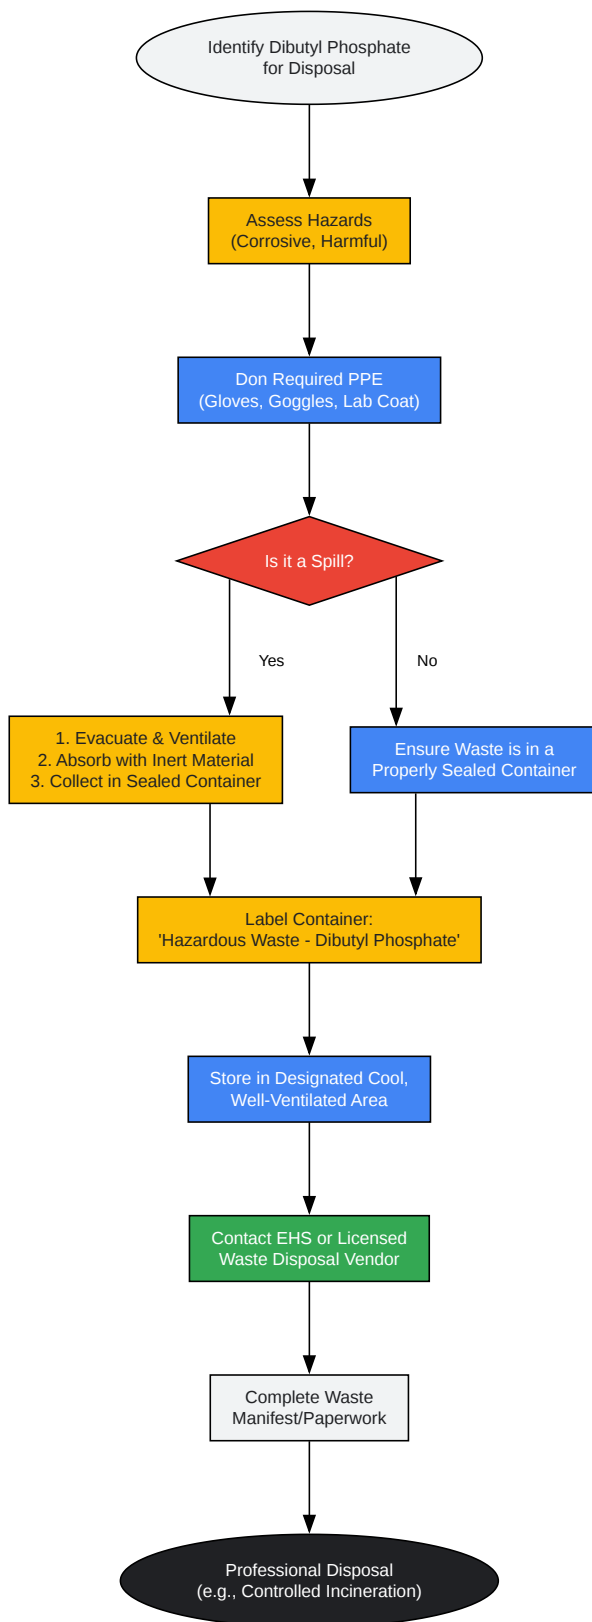 Identify Dibutyl Phosphate
for Disposal
Assess Hazards
(Corrosive, Harmful)
Don Required PPE
(Gloves, Goggles, Lab Coat)
Is it a Spill?
Yes
No
1. Evacuate & Ventilate
2. Absorb with Inert Material
3. Collect in Sealed Container
Ensure Waste is in a
Properly Sealed Container
Label Container:
'Hazardous Waste - Dibutyl Phosphate'
Store in Designated Cool,
Well-Ventilated Area
Contact EHS or Licensed
Waste Disposal Vendor
Complete Waste
Manifest/Paperwork
Professional Disposal
(e.g., Controlled Incineration)